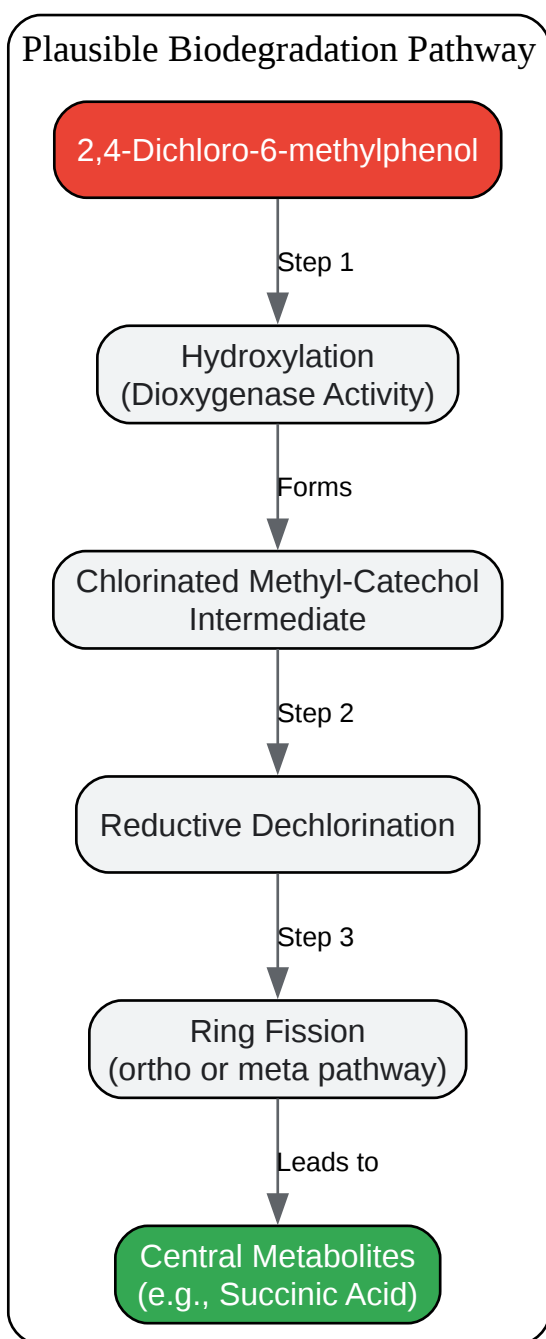 Plausible Biodegradation Pathway
2,4-Dichloro-6-methylphenol
Step 1
Hydroxylation
(Dioxygenase Activity)
Forms
Chlorinated Methyl-Catechol
Intermediate
Step 2
Reductive Dechlorination
Step 3
Ring Fission
(ortho or meta pathway)
Leads to
Central Metabolites
(e.g., Succinic Acid)